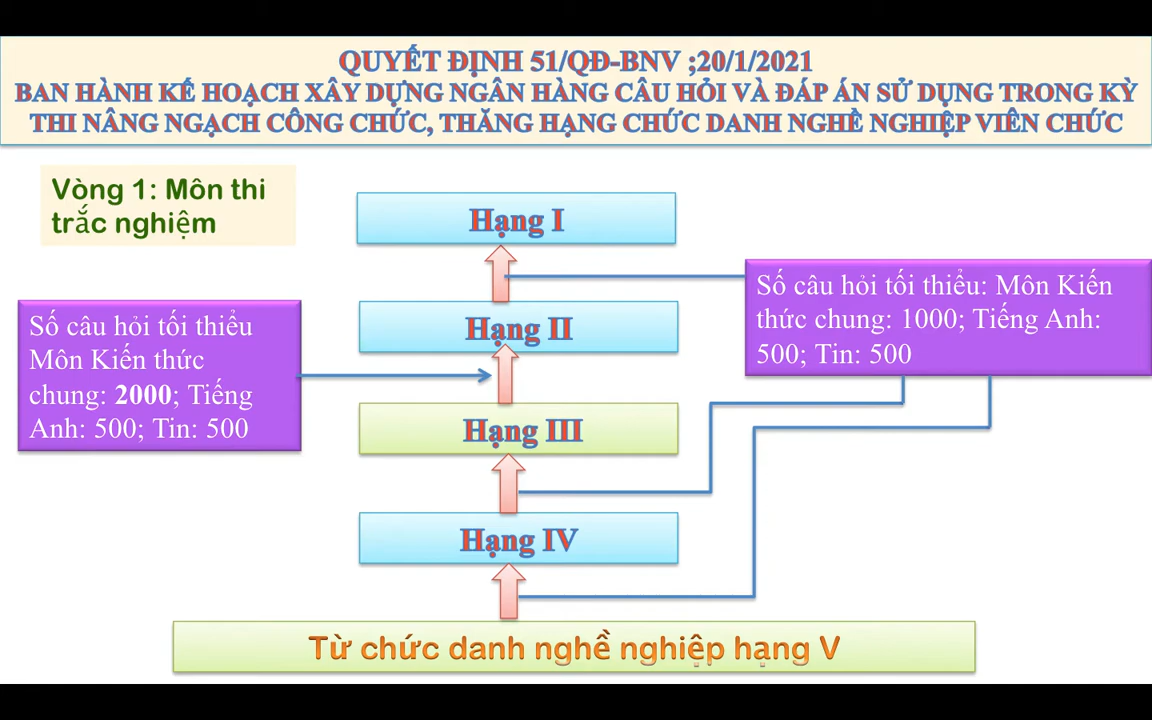 QUYẾT ĐỊNH 51/QĐ-BNV ;20/1/2021
BAN HÀNH KẾ HOẠCH XÂY DỰNG NGÂN HÀNG CÂU HỎI VÀ ĐÁP ÁN SỬ DỤNG TRONG KỲ
THI NÂNG NGẠCH CÔNG CHỨC, THĂNG HẠNG CHỨC DANH NGHỀ NGHIỆP VIÊN CHỨC
Vòng 1: Môn thi
trắc nghiệm
Hạng I
Số câu hỏi tối thiểu: Môn Kiến
thức chung: 1000; Tiếng Anh:
500; Tin: 500
Hạng II
Số câu hỏi tối thiểu
Môn Kiến thức
chung: 2000; Tiếng
Anh: 500; Tin: 500
Hạng III
Hạng IV
Từ chức danh nghề nghiệp hạng V